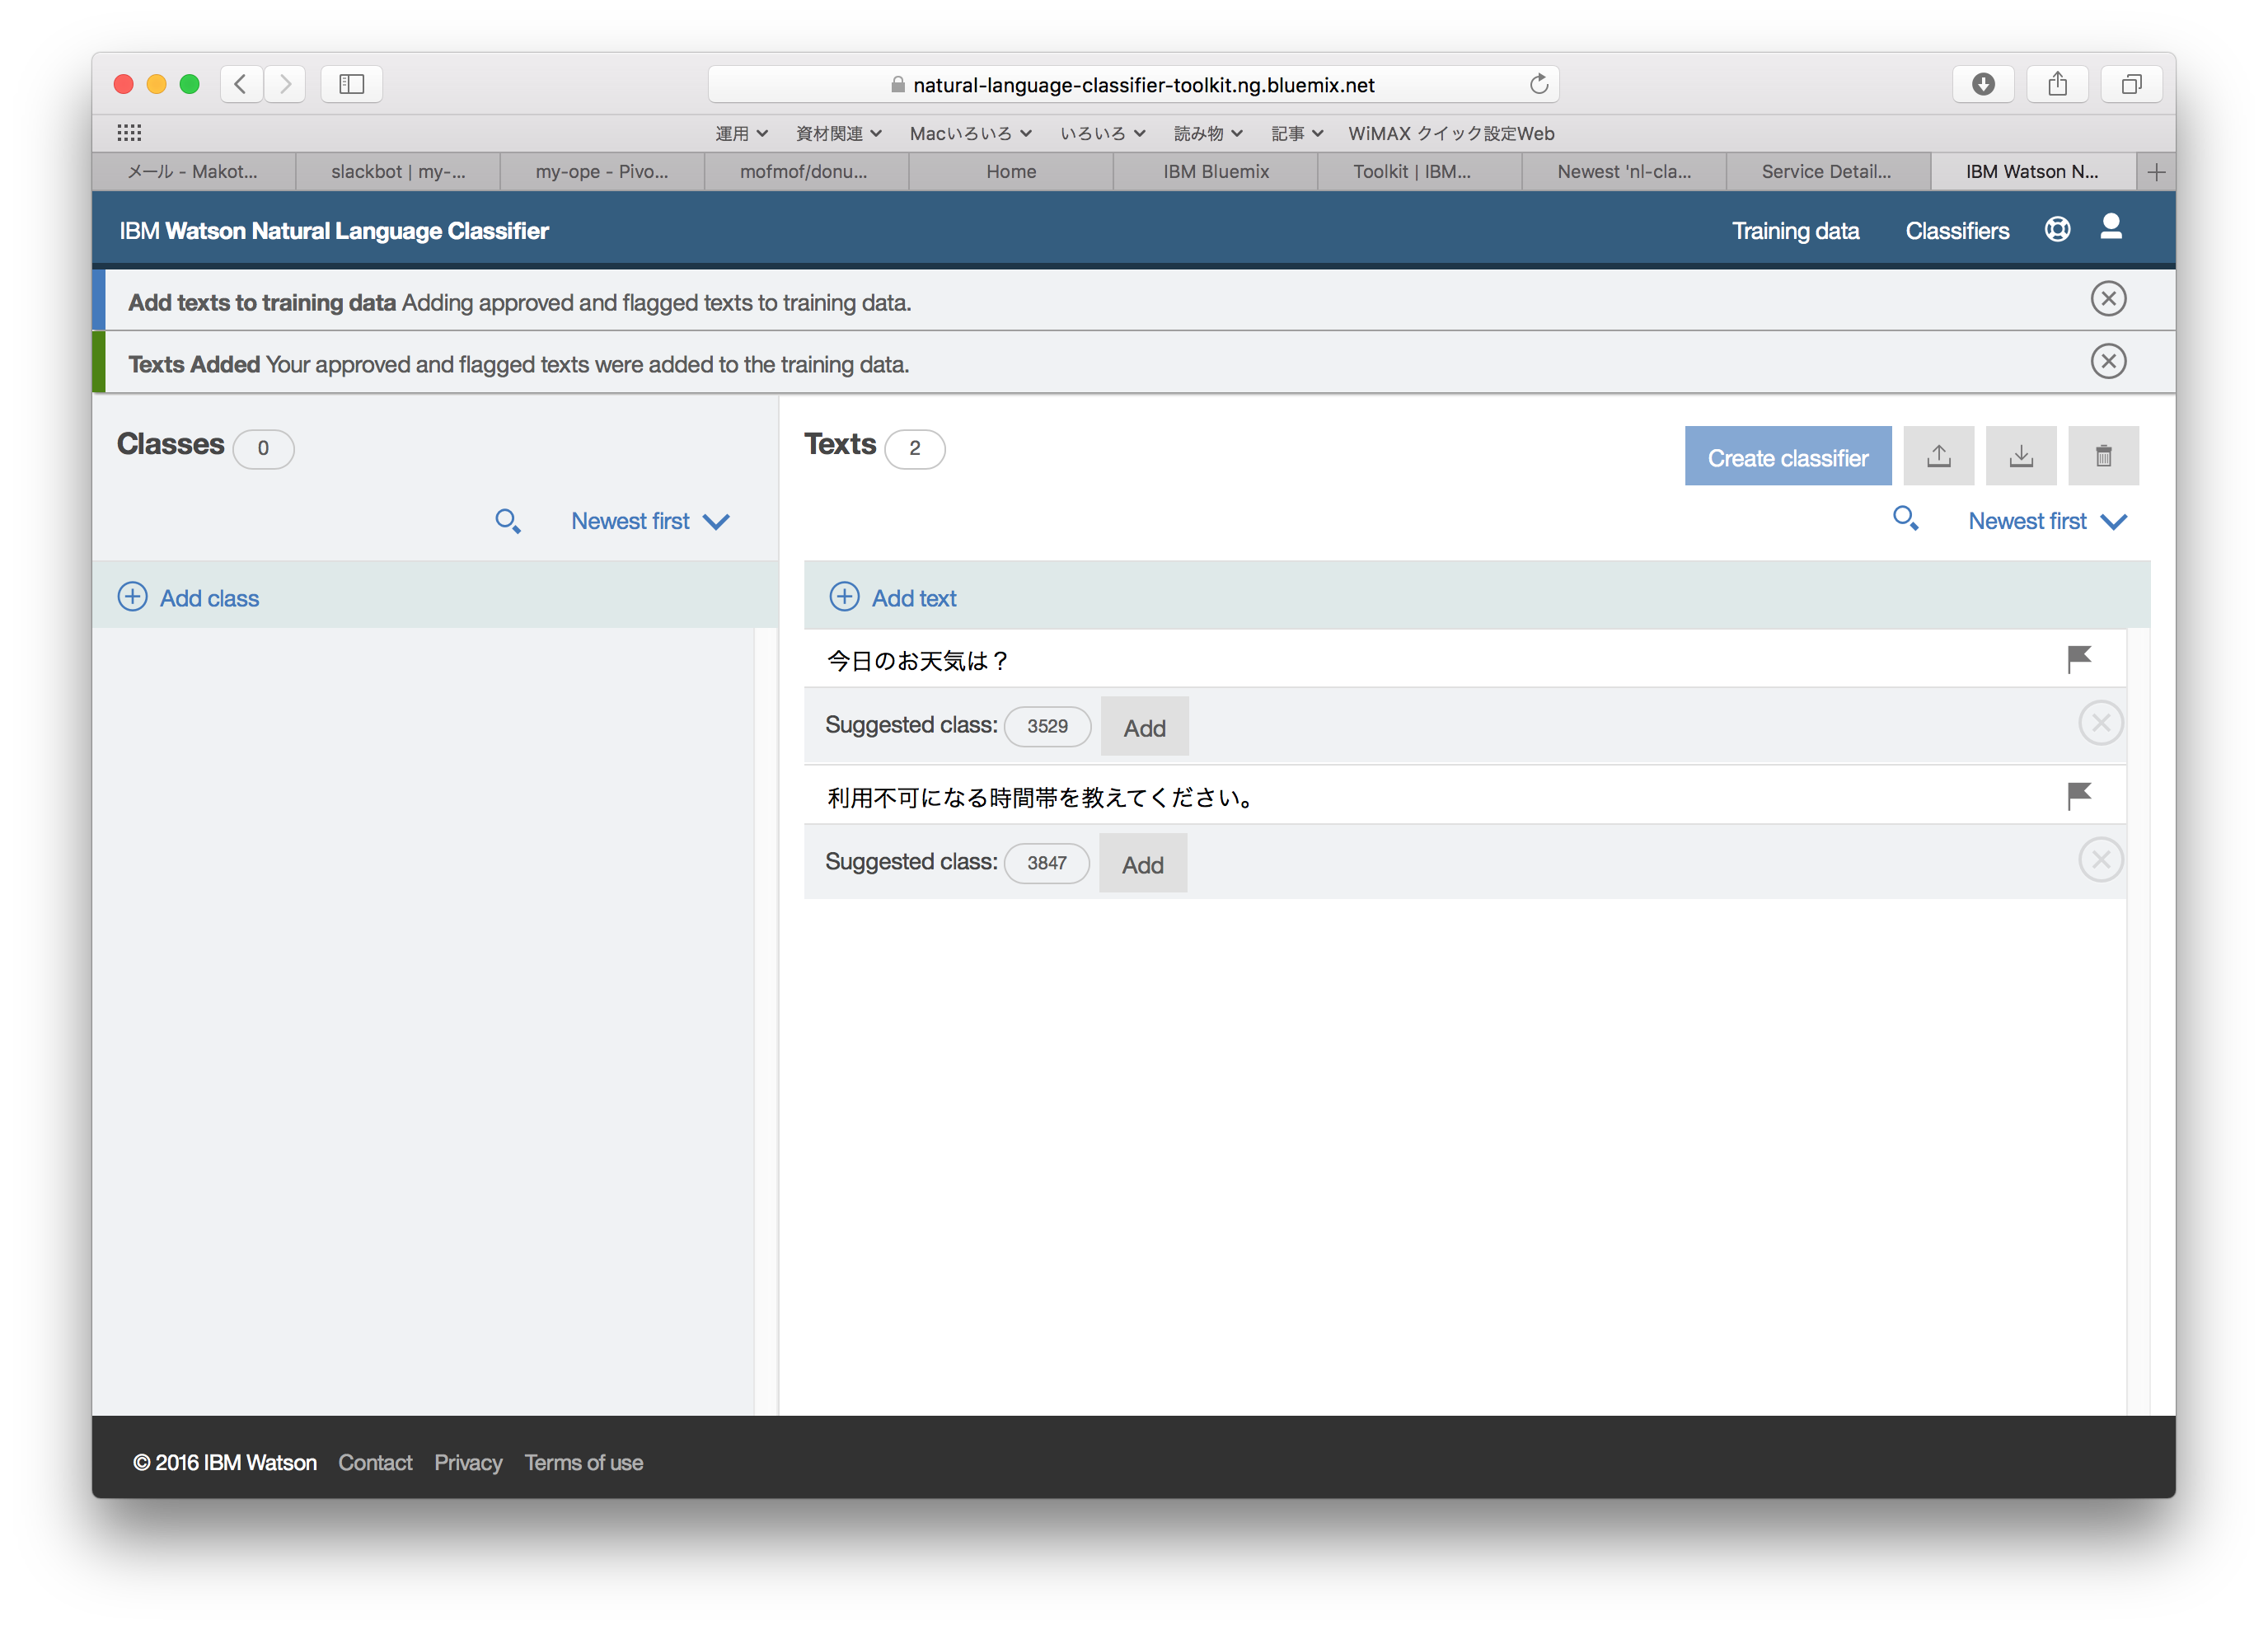 natural-language-classifier-toolkit.ng.bluemix.net
運用 資材関連 Macいろいろ いろいろ 読み物 記事 WiMAX クイック設定Web
メール - Makot... slackbot | my-... my-ope - Pivo... mofmof/donu... Home IBM Bluemix Toolkit | IBM... Newest 'nl-cla... Service Detail... IBM Watson N...
IBM Watson Natural Language Classifier Training data Classifiers
Add texts to training data Adding approved and flagged texts to training data.
Texts Added Your approved and flagged texts were added to the training data.
Classes 0
Newest first
Add class
Texts 2
Create classifier
Newest first
Add text
今日のお天気は？
Suggested class: 3529 Add
利用不可になる時間帯を教えてください。
Suggested class: 3847 Add
© 2016 IBM Watson Contact Privacy Terms of use